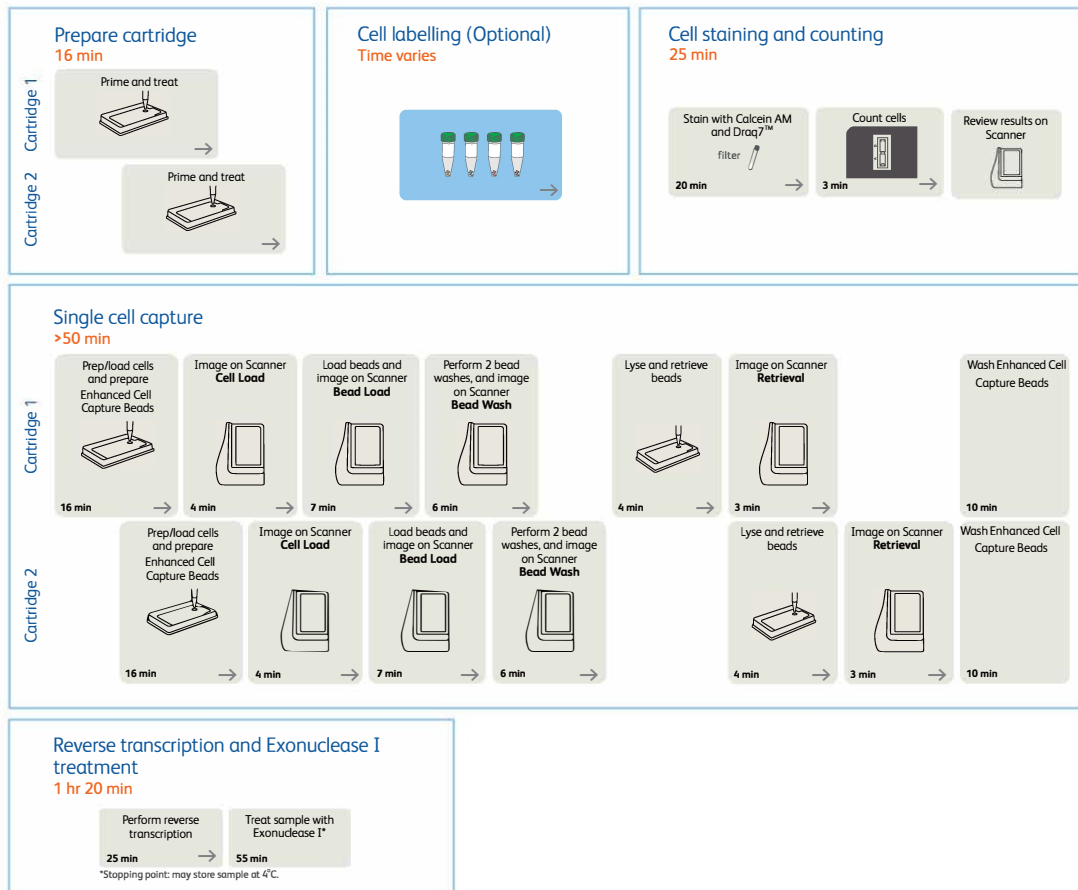 Prepare cartridge
16 min
Cartridge 1
Prime and treat
Cartridge 2
Prime and treat
Cell labelling (Optional)
Time varies
Cell staining and counting
25 min
Stain with Calcein AM
and Draq7™
filter
20 min
Count cells
3 min
Review results on
Scanner
Single cell capture
>50 min
Cartridge 1
Prep/load cells
and prepare
Enhanced Cell
Capture Beads
16 min
Image on Scanner
Cell Load
4 min
Load beads and
image on Scanner
Bead Load
7 min
Perform 2 bead
washes, and image
on Scanner
Bead Wash
6 min
Lyse and retrieve
beads
4 min
Image on Scanner
Retrieval
3 min
Wash Enhanced Cell
Capture Beads
10 min
Cartridge 2
Prep/load cells
and prepare
Enhanced Cell
Capture Beads
16 min
Image on Scanner
Cell Load
4 min
Load beads and
image on Scanner
Bead Load
7 min
Perform 2 bead
washes, and image
on Scanner
Bead Wash
6 min
Lyse and retrieve
beads
4 min
Image on Scanner
Retrieval
3 min
Wash Enhanced Cell
Capture Beads
10 min
Reverse transcription and Exonuclease I
treatment
1 hr 20 min
Perform reverse
transcription
25 min
Treat sample with
Exonuclease I*
55 min
*Stopping point: may store sample at 4°C.